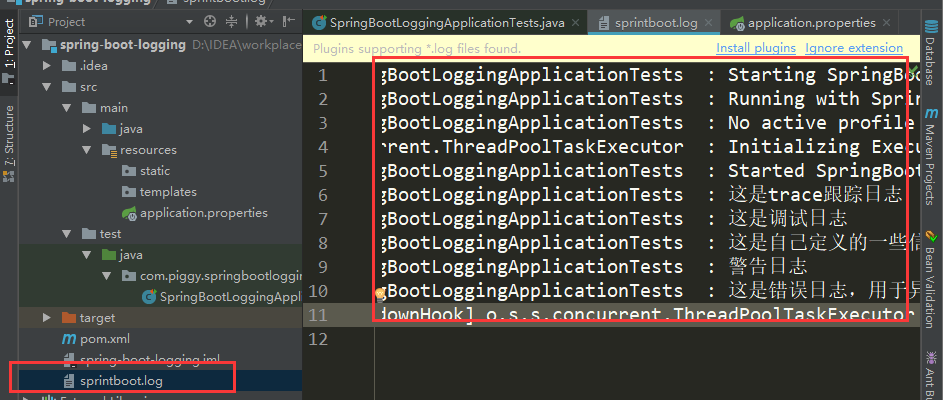 spring-boot-logging
src
resources
Project
SpringBootLoggingApplicationTests.java
sprintboot.log
application.properties
1: Project
7: Structure
spring-boot-logging D:\IDEA\workplace
.idea
src
main
java
resources
static
templates
application.properties
test
java
com.piggy.springbootloggin
SpringBootLoggingAppl
target
pom.xml
spring-boot-logging.iml
sprintboot.log
Plugins supporting *.log files found.
Install plugins
Ignore extension
1 gBootLoggingApplicationTests : Starting SpringBoo
2 gBootLoggingApplicationTests : Running with Sprin
3 gBootLoggingApplicationTests : No active profile
4 rrent.ThreadPoolTaskExecutor : Initializing Execu
5 gBootLoggingApplicationTests : Started SpringBoot
6 gBootLoggingApplicationTests : 这是trace跟踪日志
7 gBootLoggingApplicationTests : 这是调试日志
8 gBootLoggingApplicationTests : 这是自己定义的一些信
9 gBootLoggingApplicationTests : 警告日志
10 gBootLoggingApplicationTests : 这是错误日志，用于异
11 downHook] o.s.s.concurrent.ThreadPoolTaskExecutor
12
Database
Maven Projects
Bean Validation
Ant Bu